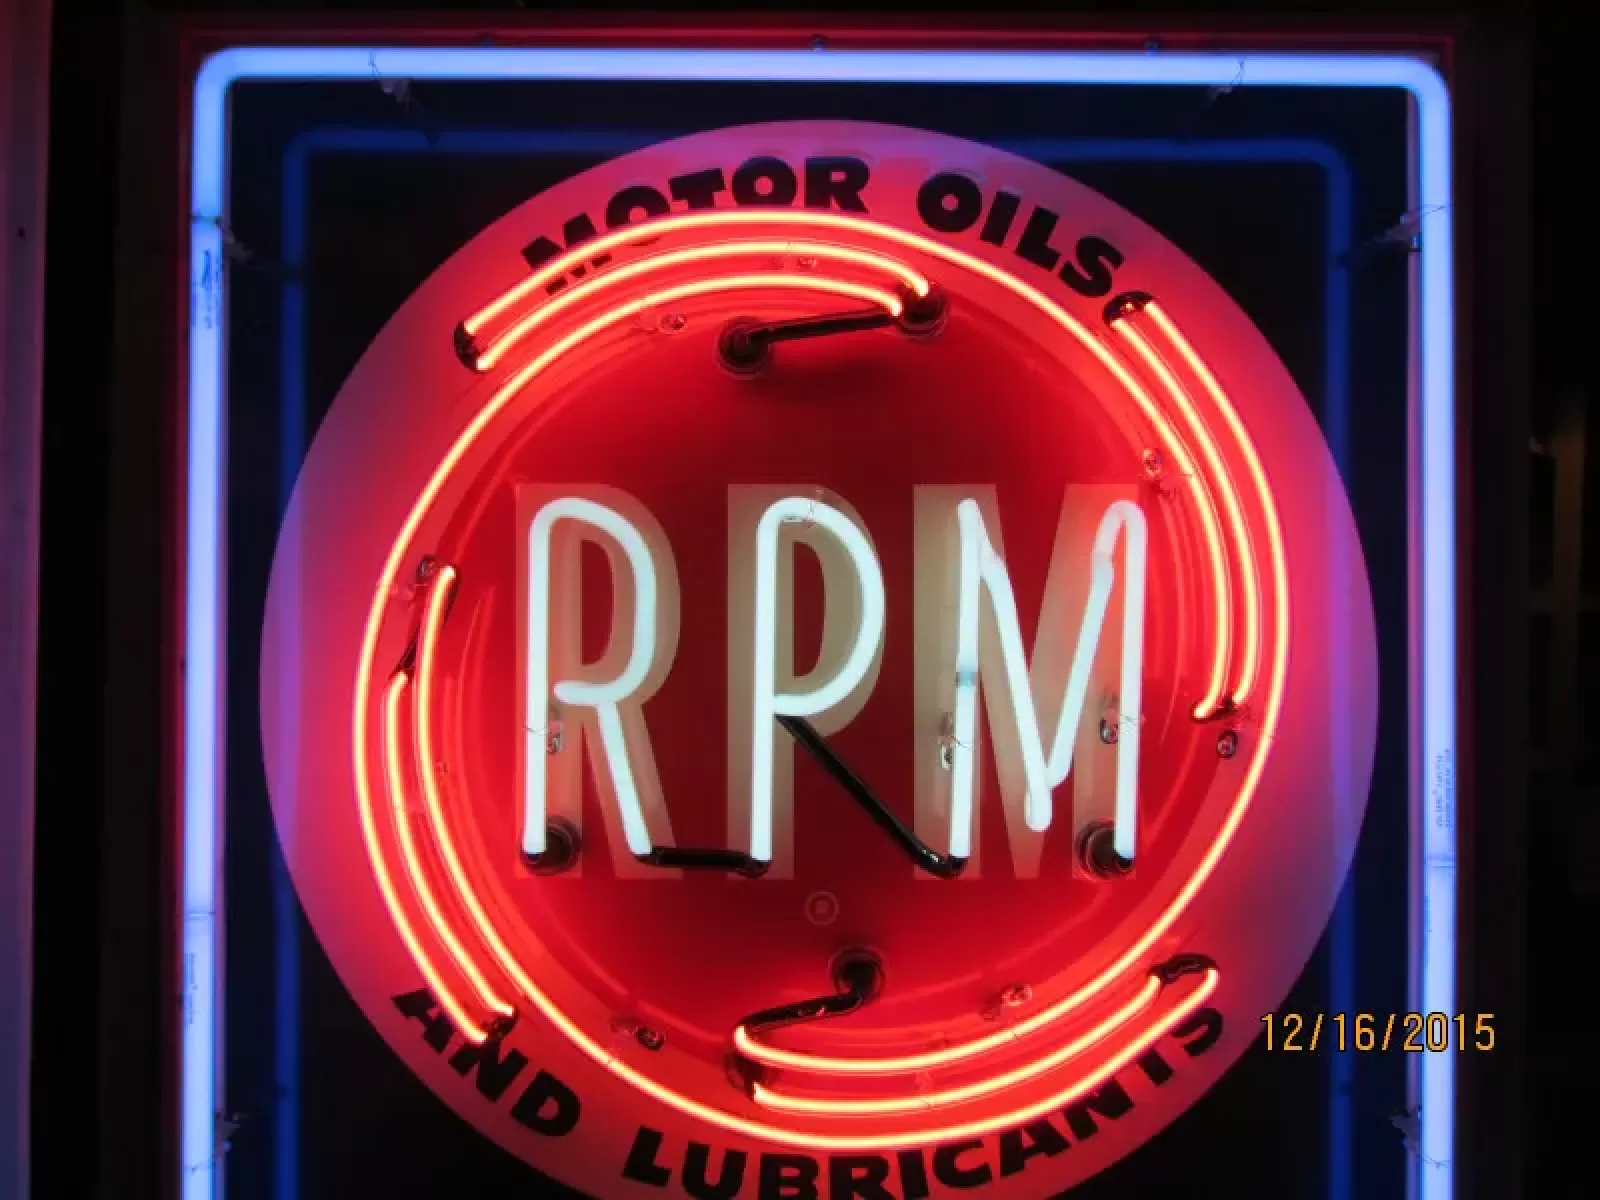 MOTOR OILS
RPM
AND LUBRICANTS
12/16/2015